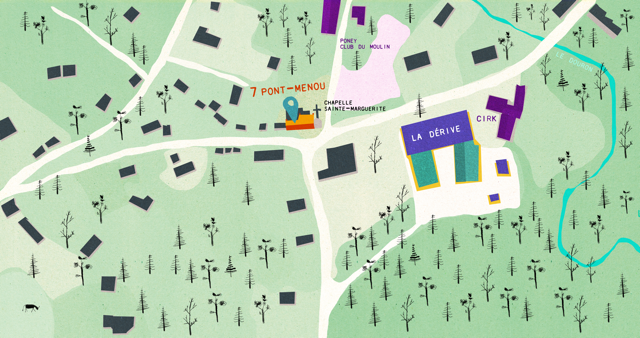 PONEY
CLUB DU MOULIN
7 PONT-MENOU
CHAPELLE
SAINTE-MARGUERITE
CIRK
LA DÉRIVE